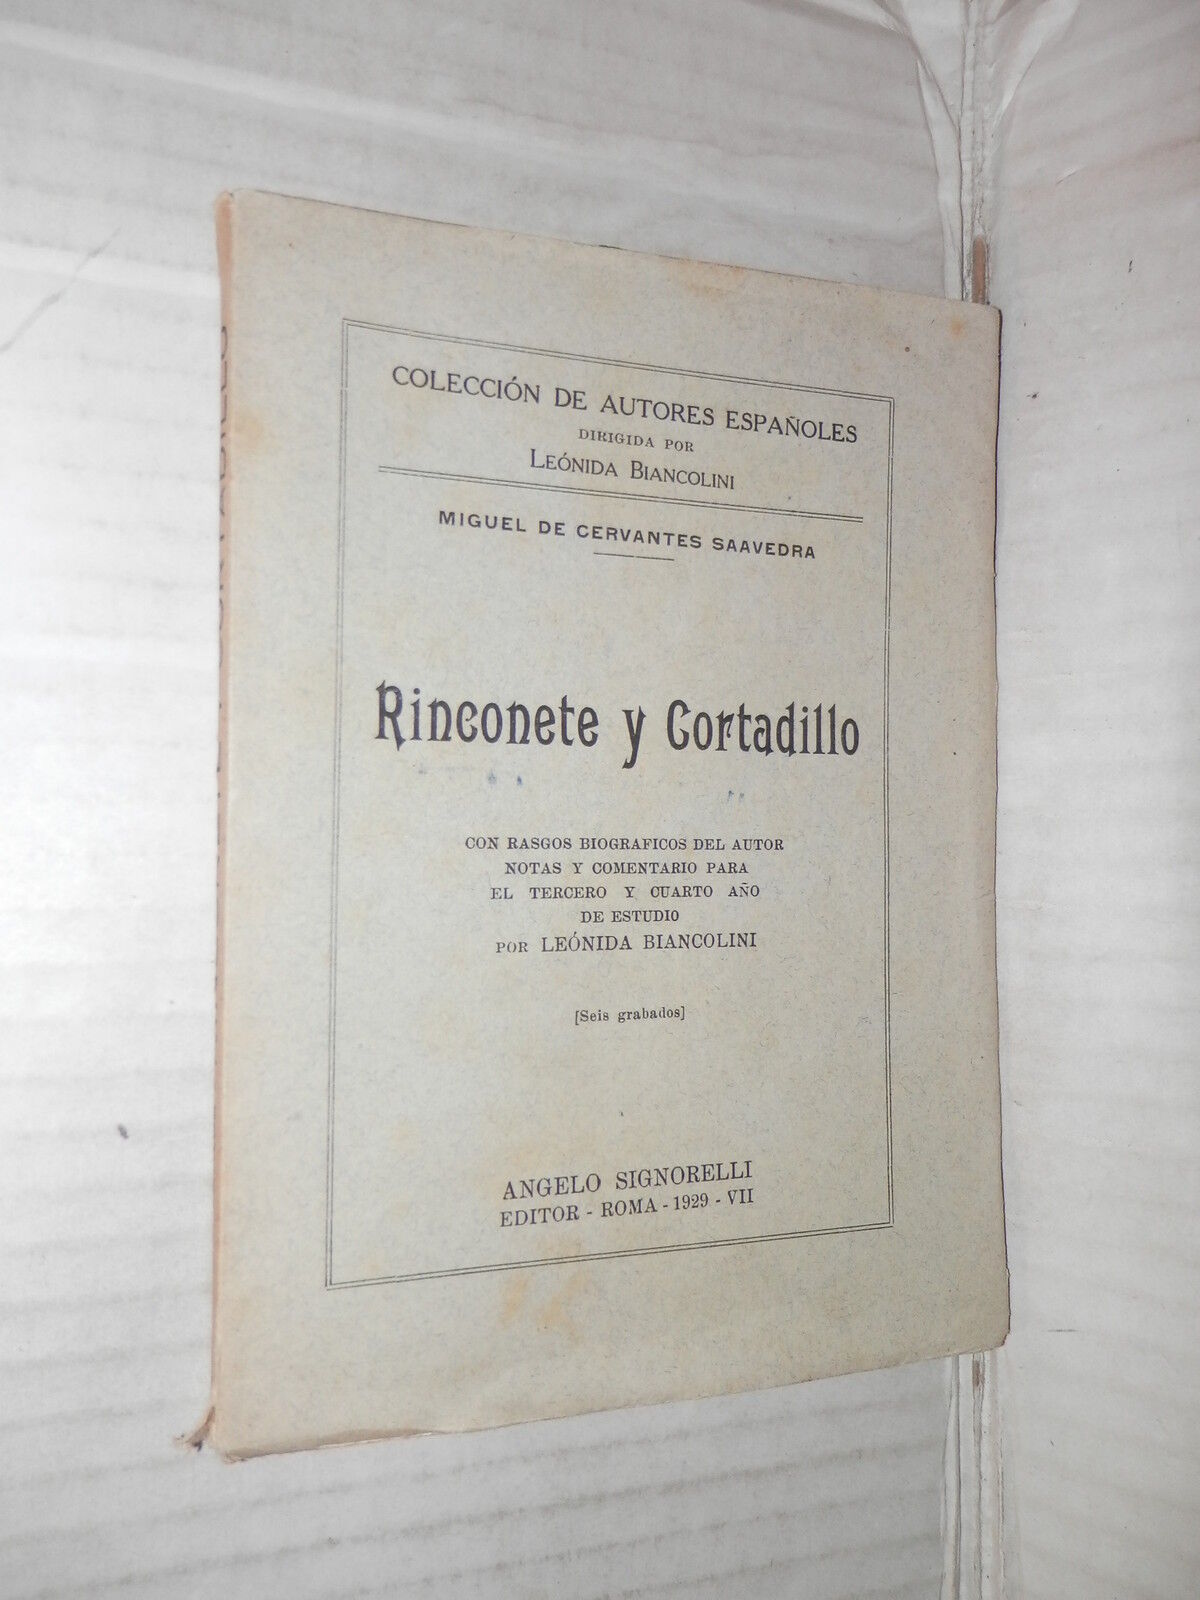 COLECCIÓN DE AUTORES ESPAÑOLES
DIRIGIDA POR
LEÓNIDA BIANCOLINI
MIGUEL DE CERVANTES SAAVEDRA
Rinconete y Cortadillo
CON RASGOS BIOGRAFICOS DEL AUTOR
NOTAS Y COMENTARIO PARA
EL TERCERO Y CUARTO AÑO
DE ESTUDIO
POR LEÓNIDA BIANCOLINI
[Seis grabados]
ANGELO SIGNORELLI
EDITOR - ROMA - 1929 - VII